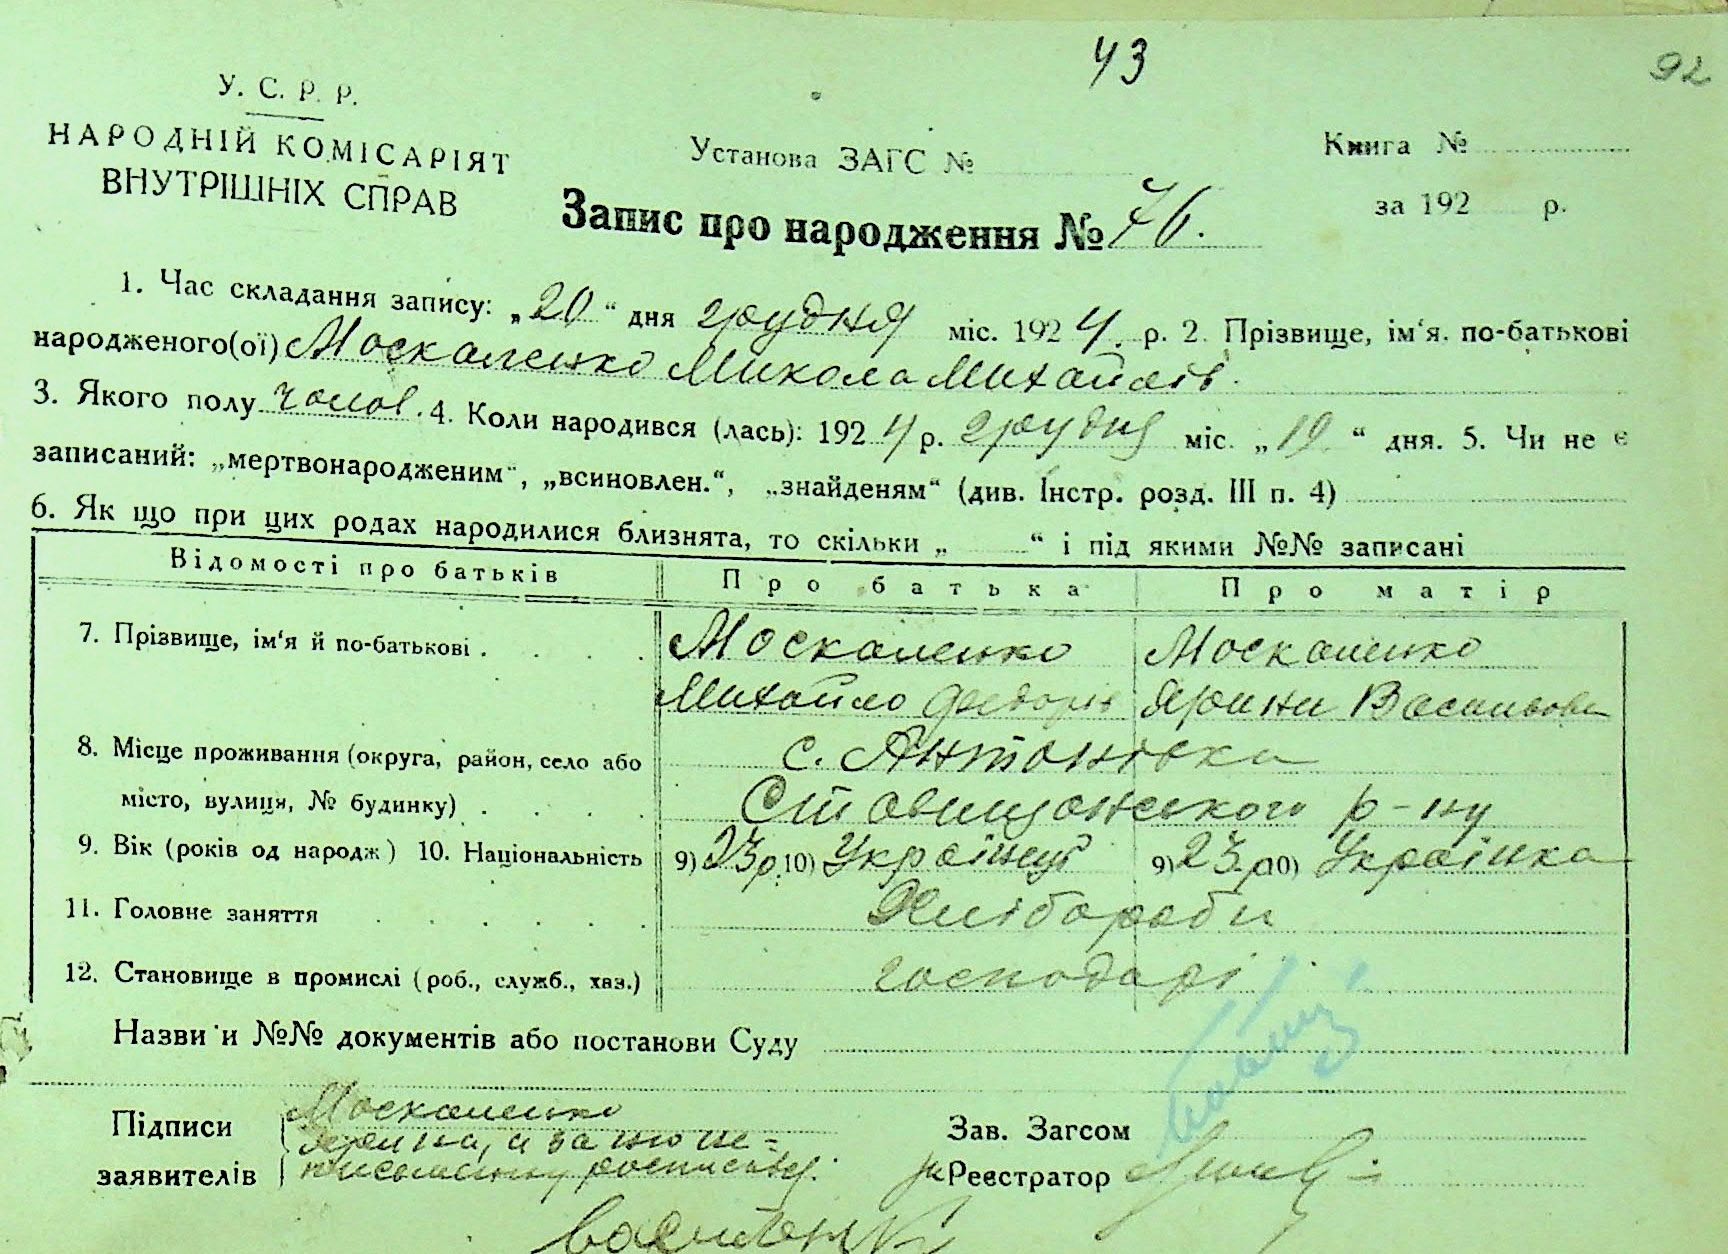 43
92
У. С. Р. Р.
НАРОДНІЙ КОМІСАРІЯТ
ВНУТРІШНІХ СПРАВ
Установа ЗАГС №
Книга №
за 192 р.
Запис про народження № 76.
1. Час складання запису: „20“ дня грудня міс. 1924. р. 2. Прізвище, ім‘я. по-батькові
народженого(ої) Москаленко Микола Михайлів.
3. Якого полу чолов. 4. Коли народився (лась): 1924 р. грудня міс. „19“ дня. 5. Чи не є
записаний: „мертвонародженим“, „всиновлен.“, „знайденям“ (див. Інстр. розд. III п. 4)
6. Як що при цих родах народилися близнята, то скільки „ “ і під якими №№ записані
Відомості про батьків Про батька Про матір
7. Прізвище, ім‘я й по-батькові . . . . Москаленко Москаленко
Михайло Федорів Ярина Васильова
8. Місце проживання (округа, район, село або с. Антонівка
місто, вулиця, № будинку) . . . . Ставищанського р-ну
9. Вік (років од народж) 10. Національність 9) 23 р. 10) Українець 9) 23 р. 10) Українка
11. Головне заняття . . . . . Хлібороби
12. Становище в промислі (роб., служб., хаз.) господарі
Назви и №№ документів або постанови Суду
Підписи Москаленко
Ярина, а за нею не=
заявителів письменну росписавсь
Зав. Загсом
Реєстратор